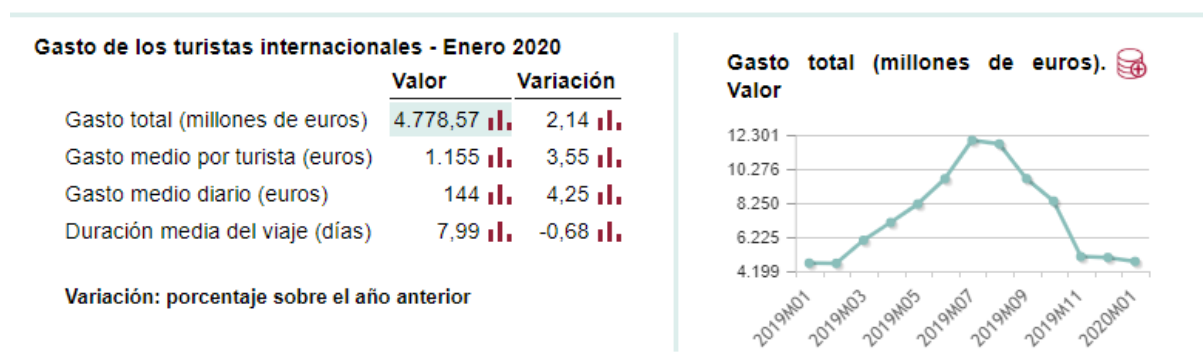 Gasto de los turistas internacionales - Enero 2020
Valor Variación
Gasto total (millones de euros) 4.778,57 2,14
Gasto medio por turista (euros) 1.155 3,55
Gasto medio diario (euros) 144 4,25
Duración media del viaje (días) 7,99 -0,68
Variación: porcentaje sobre el año anterior
Gasto total (millones de euros).
Valor
12.301
10.276
8.250
6.225
4.199
2019M01 2019M03 2019M05 2019M07 2019M09 2019M11 2020M01